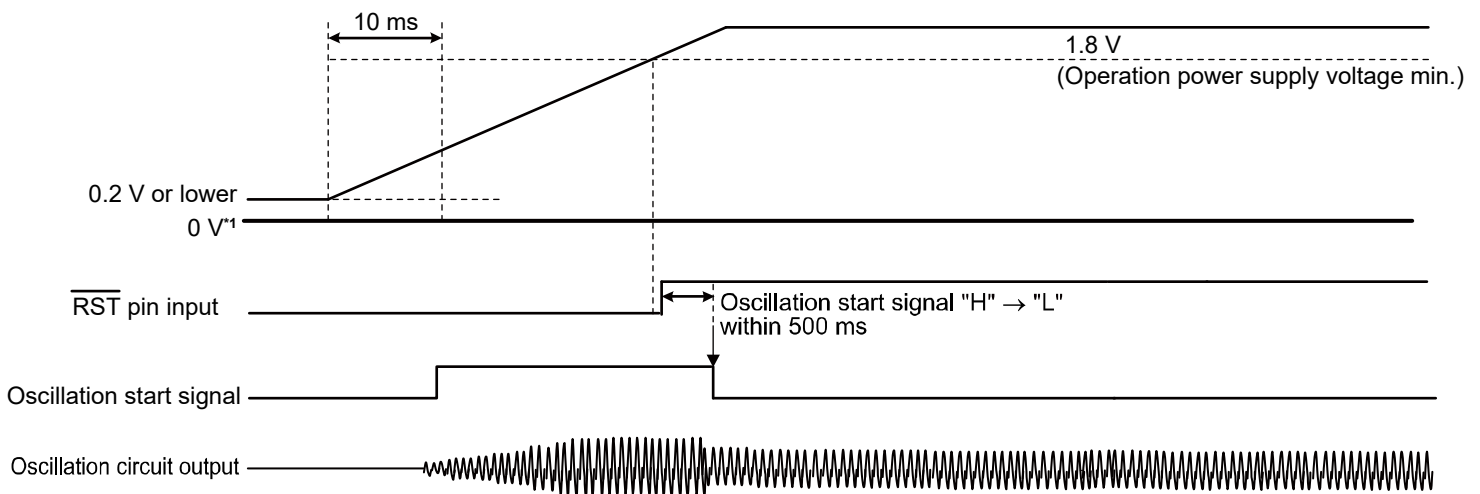 10 ms
1.8 V
(Operation power supply voltage min.)
0.2 V or lower
0 V*1
RST pin input
Oscillation start signal "H" → "L"
within 500 ms
Oscillation start signal
Oscillation circuit output